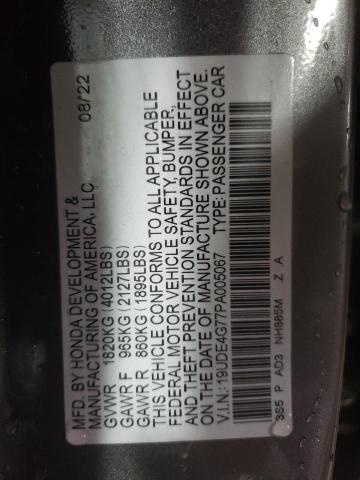 MFD. BY HONDA DEVELOPMENT &
MANUFACTURING OF AMERICA, LLC. 08/22
GVWR 1820KG (4012LBS)
GAWR F 965KG (2127LBS)
GAWR R 860KG (1895LBS)
THIS VEHICLE CONFORMS TO ALL APPLICABLE
FEDERAL MOTOR VEHICLE SAFETY, BUMPER,
AND THEFT PREVENTION STANDARDS IN EFFECT
ON THE DATE OF MANUFACTURE SHOWN ABOVE.
V.I.N.: 19UDE4G77PA005067 TYPE: PASSENGER CAR
3S5 P AD3 NH885M Z A